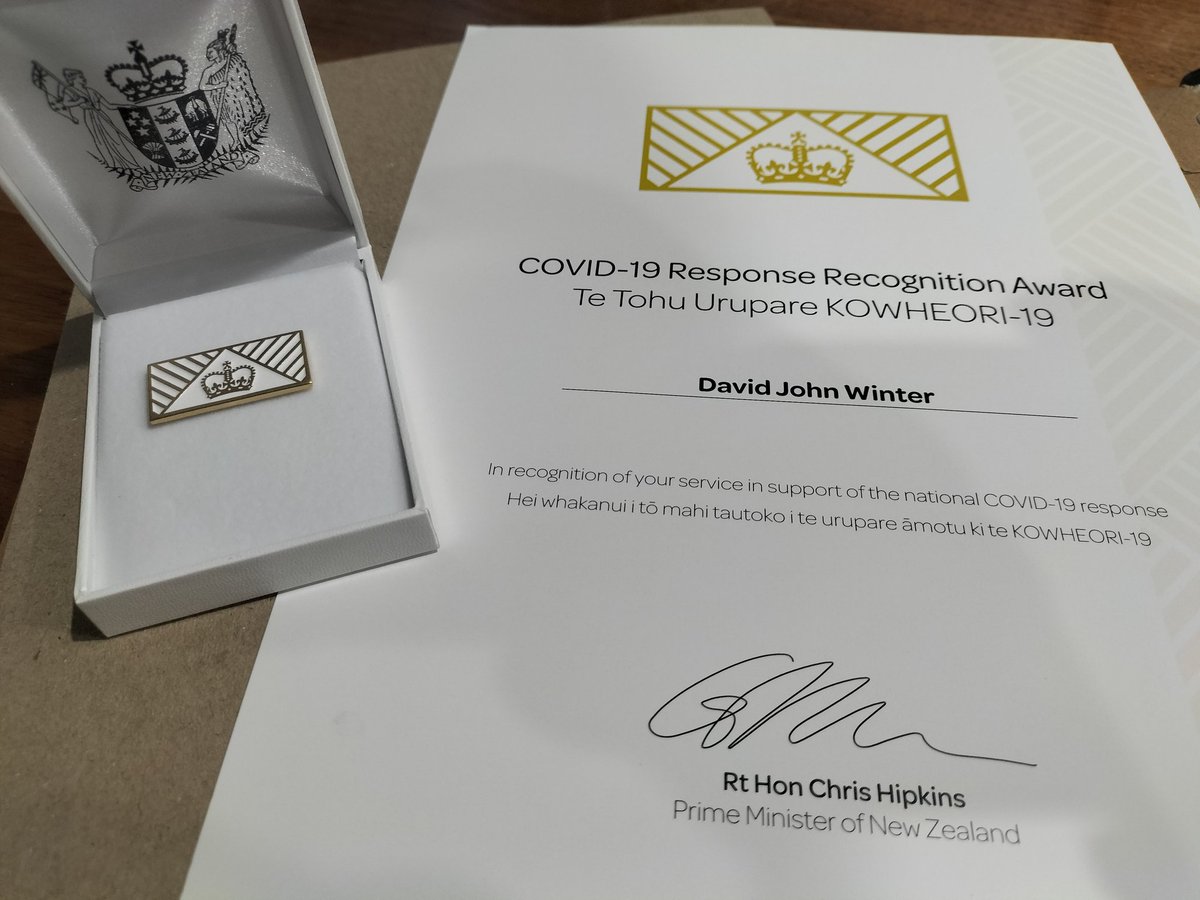 COVID-19 Response Recognition Award
Te Tohu Urupare KOWHEORI-19
David John Winter
In recognition of your service in support of the national COVID-19 response
Hei whakanui i tō mahi tautoko i te urupare āmotu ki te KOWHEORI-19
Rt Hon Chris Hipkins
Prime Minister of New Zealand